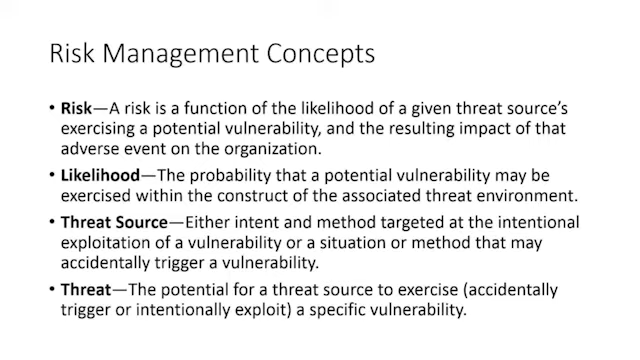 Risk Management Concepts
• Risk—A risk is a function of the likelihood of a given threat source's
exercising a potential vulnerability, and the resulting impact of that
adverse event on the organization.
• Likelihood—The probability that a potential vulnerability may be
exercised within the construct of the associated threat environment.
• Threat Source—Either intent and method targeted at the intentional
exploitation of a vulnerability or a situation or method that may
accidentally trigger a vulnerability.
• Threat—The potential for a threat source to exercise (accidentally
trigger or intentionally exploit) a specific vulnerability.